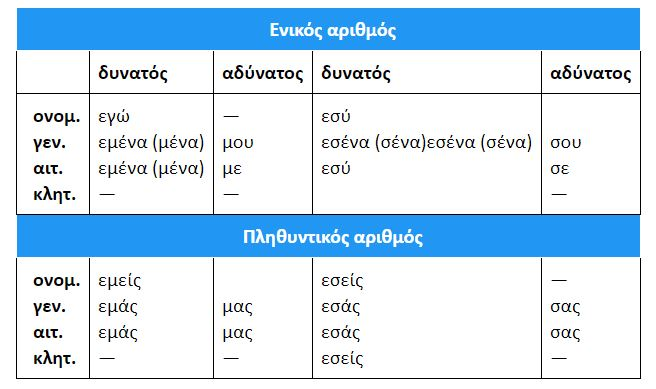 Ενικός αριθμός
δυνατός αδύνατος δυνατός αδύνατος
ονομ. εγώ — εσύ
γεν. εμένα (μένα) μου εσένα (σένα)εσένα (σένα) σου
αιτ. εμένα (μένα) με εσύ σε
κλητ. — — —
Πληθυντικός αριθμός
ονομ. εμείς εσείς —
γεν. εμάς μας εσάς σας
αιτ. εμάς μας εσάς σας
κλητ. — — εσείς —